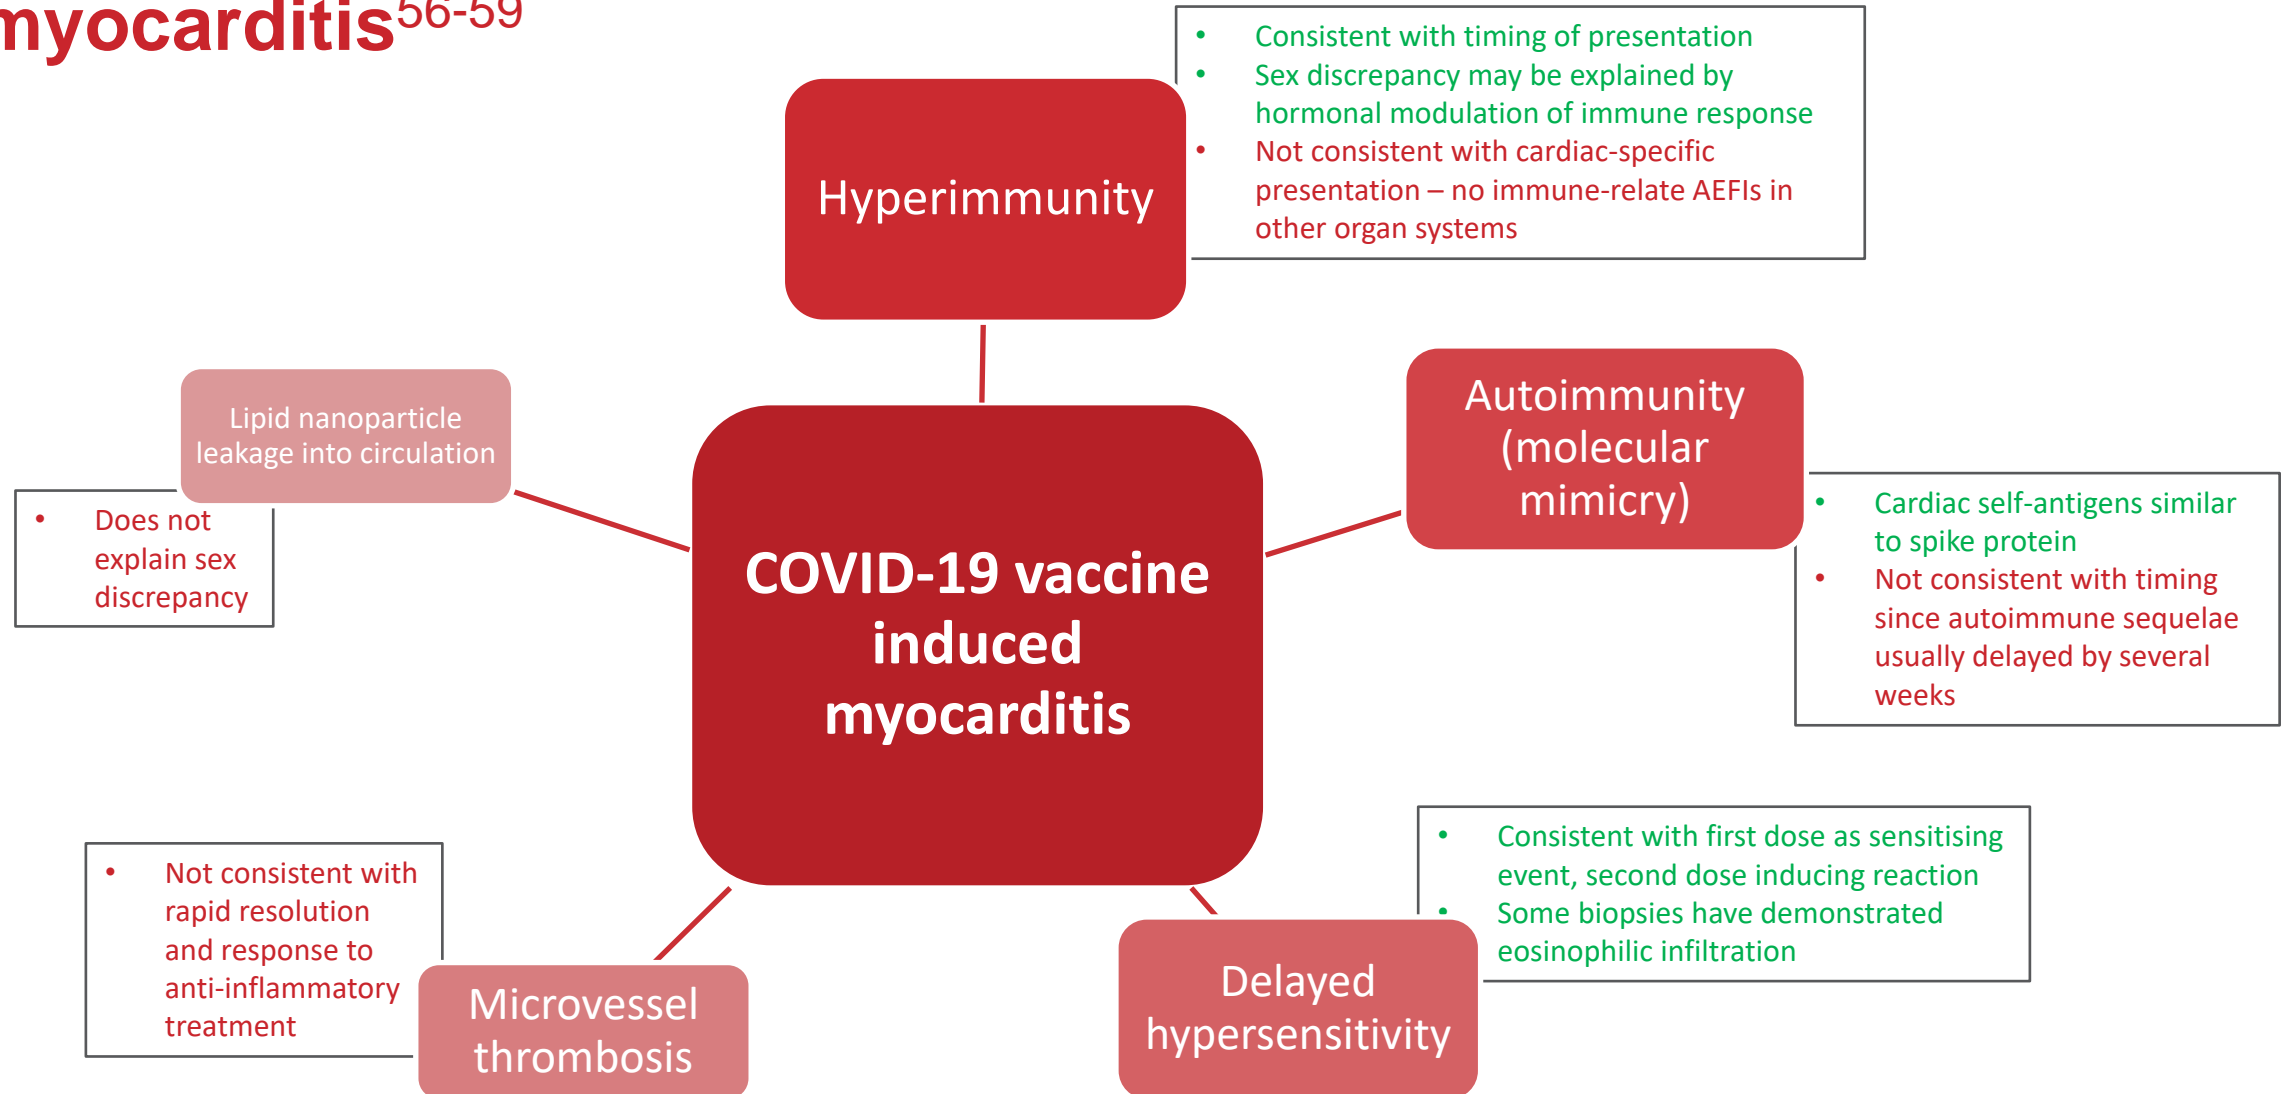 myocarditis56-59
• Consistent with timing of presentation
• Sex discrepancy may be explained by
hormonal modulation of immune response
• Not consistent with cardiac-specific
presentation – no immune-relate AEFIs in
other organ systems
Hyperimmunity
Lipid nanoparticle
leakage into circulation
• Does not
explain sex
discrepancy
Autoimmunity
(molecular
mimicry)
• Cardiac self-antigens similar
to spike protein
• Not consistent with timing
since autoimmune sequelae
usually delayed by several
weeks
COVID-19 vaccine
induced
myocarditis
• Not consistent with
rapid resolution
and response to
anti-inflammatory
treatment
Microvessel
thrombosis
• Consistent with first dose as sensitising
event, second dose inducing reaction
• Some biopsies have demonstrated
eosinophilic infiltration
Delayed
hypersensitivity